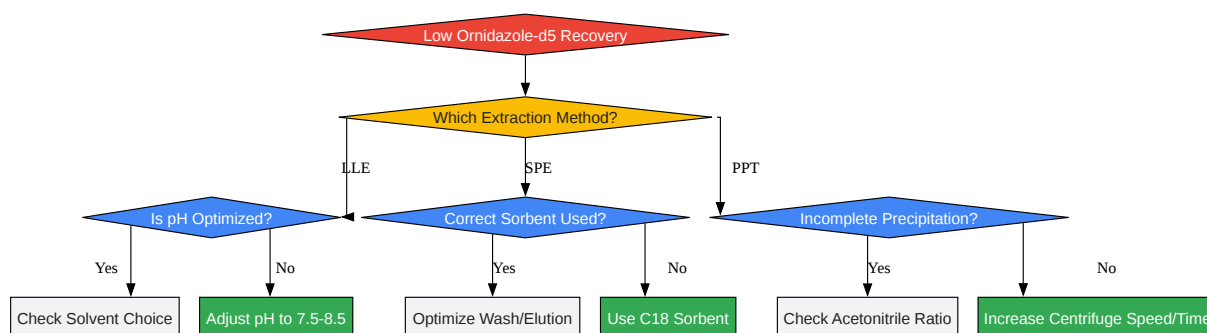 Low Ornidazole-d5 Recovery
Which Extraction Method?
LLE
SPE
PPT
Is pH Optimized?
Correct Sorbent Used?
Incomplete Precipitation?
Yes
No
Yes
No
Yes
No
Check Solvent Choice
Adjust pH to 7.5-8.5
Optimize Wash/Elution
Use C18 Sorbent
Check Acetonitrile Ratio
Increase Centrifuge Speed/Time